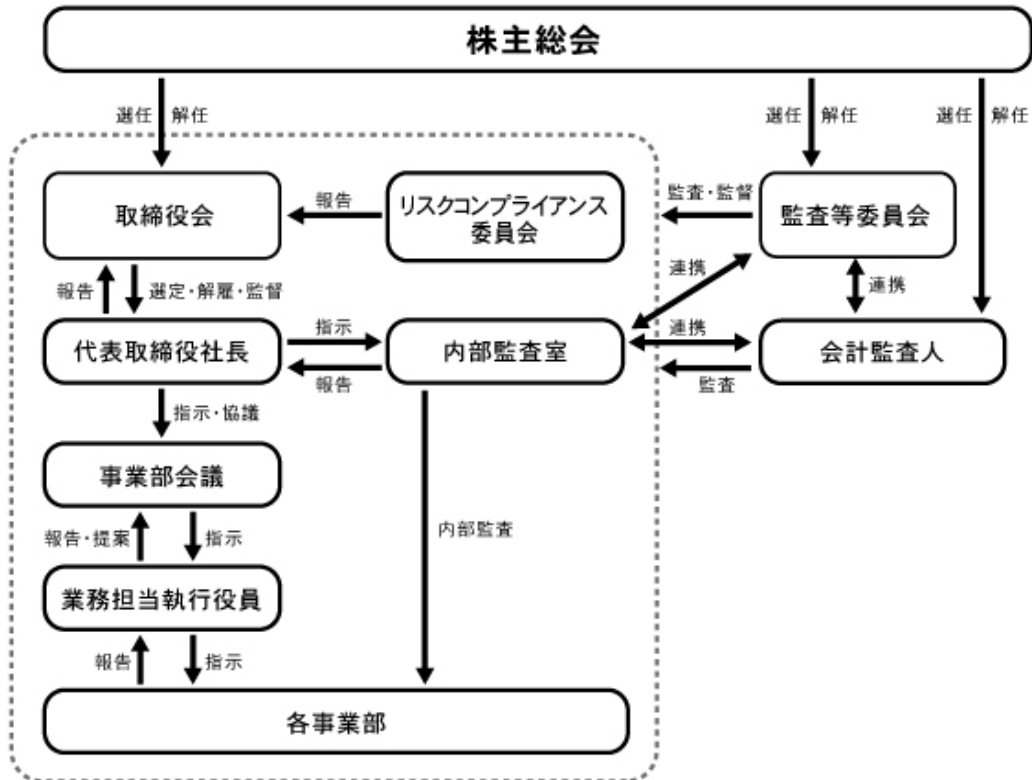 株主総会
選任
解任
選任
解任
選任
解任
取締役会
報告
リスクコンプライアンス
委員会
監査・監督
監査等委員会
報告
選定・解雇・監督
連携
連携
代表取締役社長
指示
報告
内部監査室
連携
監査
会計監査人
指示・協議
事業部会議
報告・提案
指示
内部監査
業務担当執行役員
報告
指示
各事業部